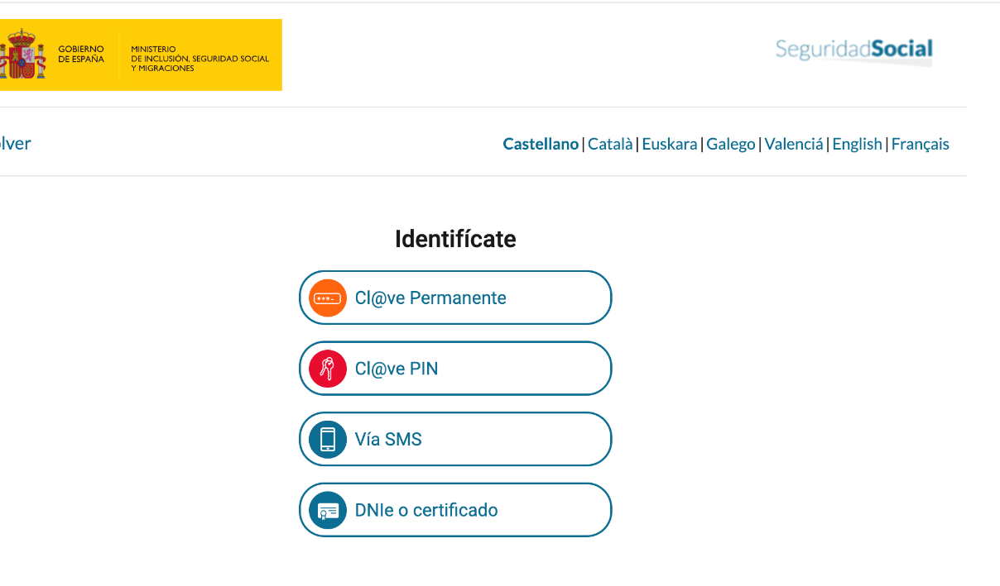 GOBIERNO
DE ESPAÑA
MINISTERIO
DE INCLUSIÓN, SEGURIDAD SOCIAL
Y MIGRACIONES
SeguridadSocial
lver
Castellano | Català | Euskara | Galego | Valenciá | English | Français
Identifícate
***-
Cl@ve Permanente
Cl@ve PIN
Vía SMS
DNIe o certificado